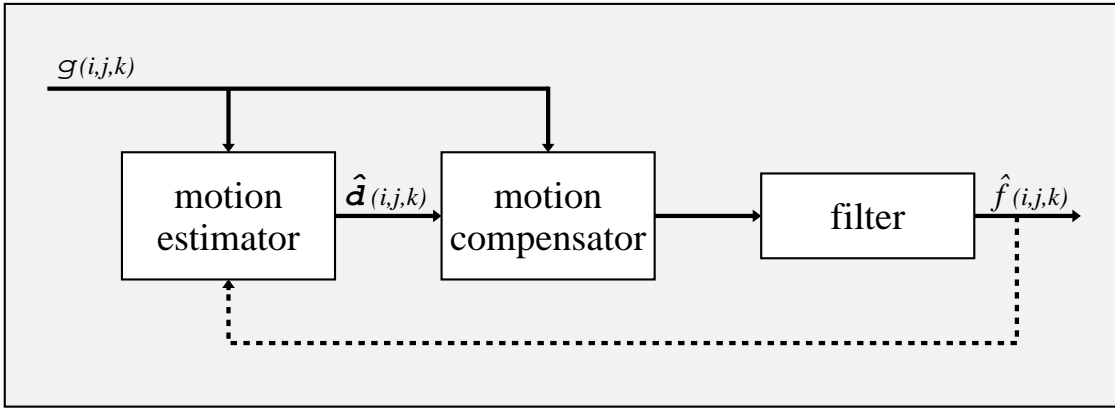 g(i,j,k)
motion
estimator
d̂(i,j,k)
motion
compensator
filter
f̂(i,j,k)